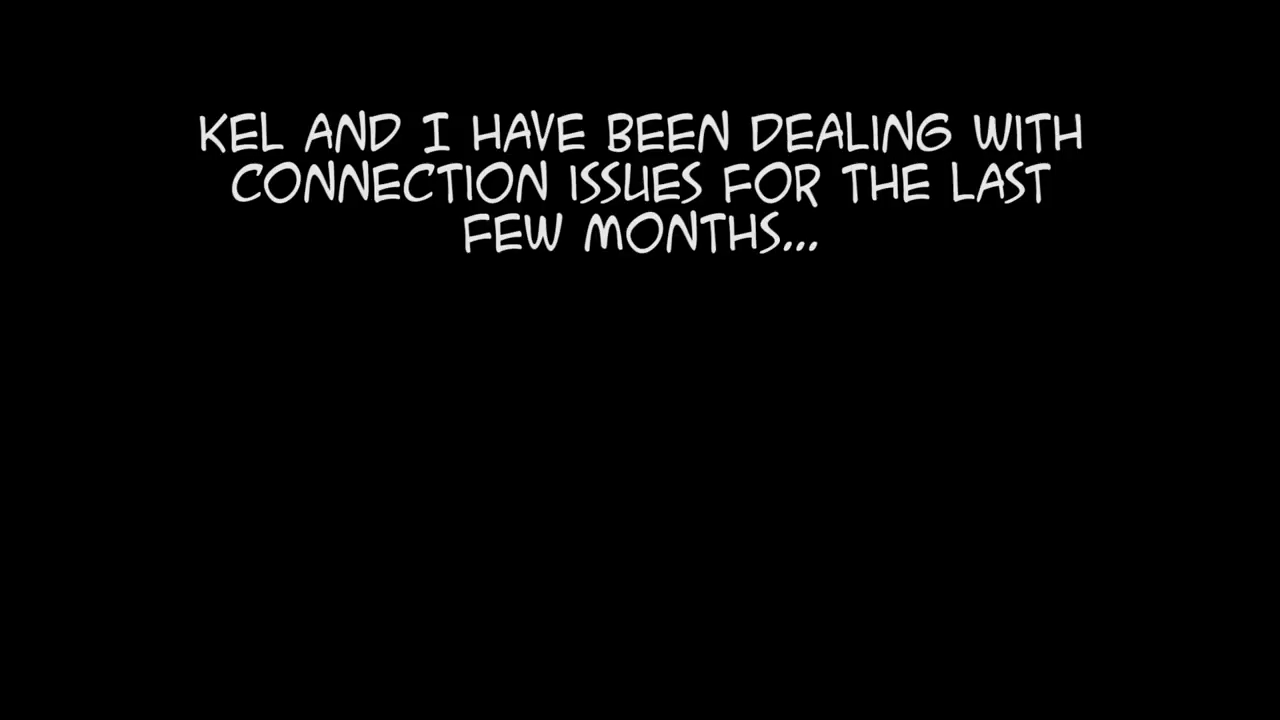 KEL AND I HAVE BEEN DEALING WITH
CONNECTION ISSUES FOR THE LAST
FEW MONTHS...